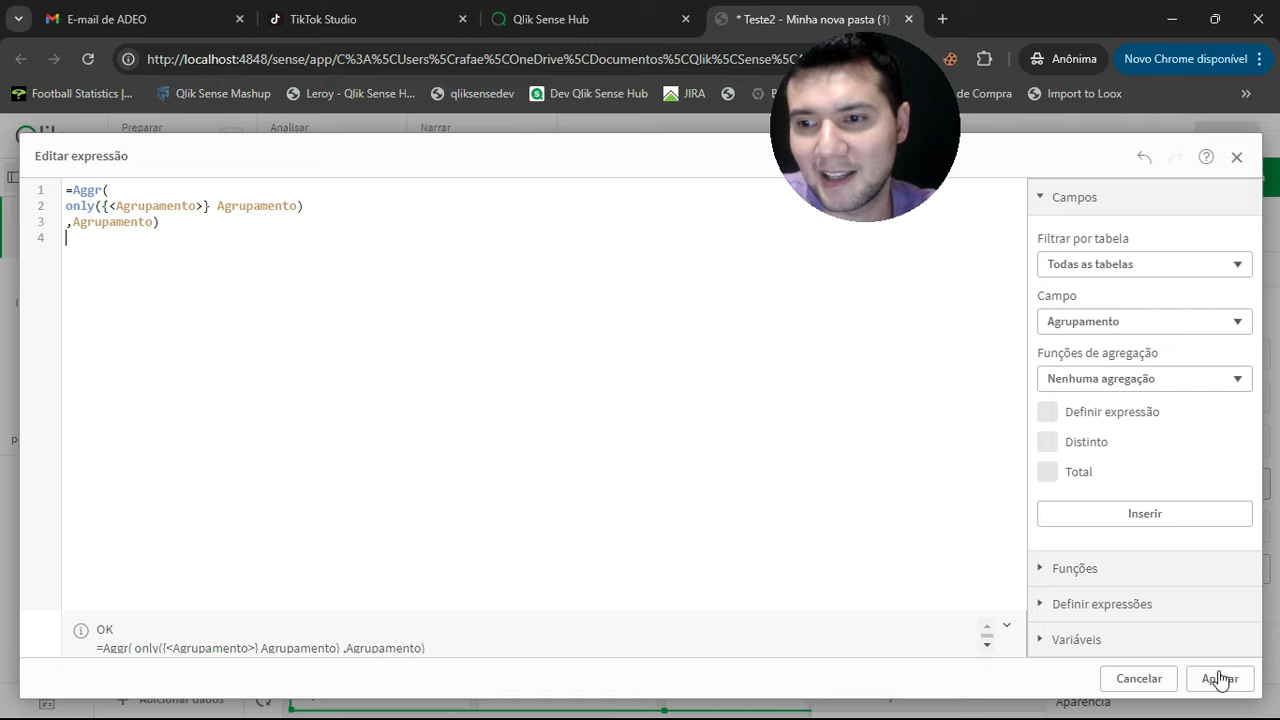 E-mail de ADEO
TikTok Studio
Qlik Sense Hub
* Teste2 - Minha nova pasta (1)
http://localhost:4848/sense/app/C%3A%5CUsers%5Crafae%5COneDrive%5CDocumentos%5CQlik%5CSense%5C
Anônima
Novo Chrome disponível
Football Statistics |...
Qlik Sense Mashup
Leroy - Qlik Sense H...
qliksensedev
Dev Qlik Sense Hub
JIRA
de Compra
Import to Loox
Preparar
Analisar
Narrar
Editar expressão
1 =Aggr(
2 only({<Agrupamento>} Agrupamento)
3 ,Agrupamento)
4
Campos
Filtrar por tabela
Todas as tabelas
Campo
Agrupamento
Funções de agregação
Nenhuma agregação
Definir expressão
Distinto
Total
Inserir
Funções
Definir expressões
Variáveis
OK
=Aggr( only({<Agrupamento>} Agrupamento) ,Agrupamento)
Cancelar
Adicionar dados
Aparência